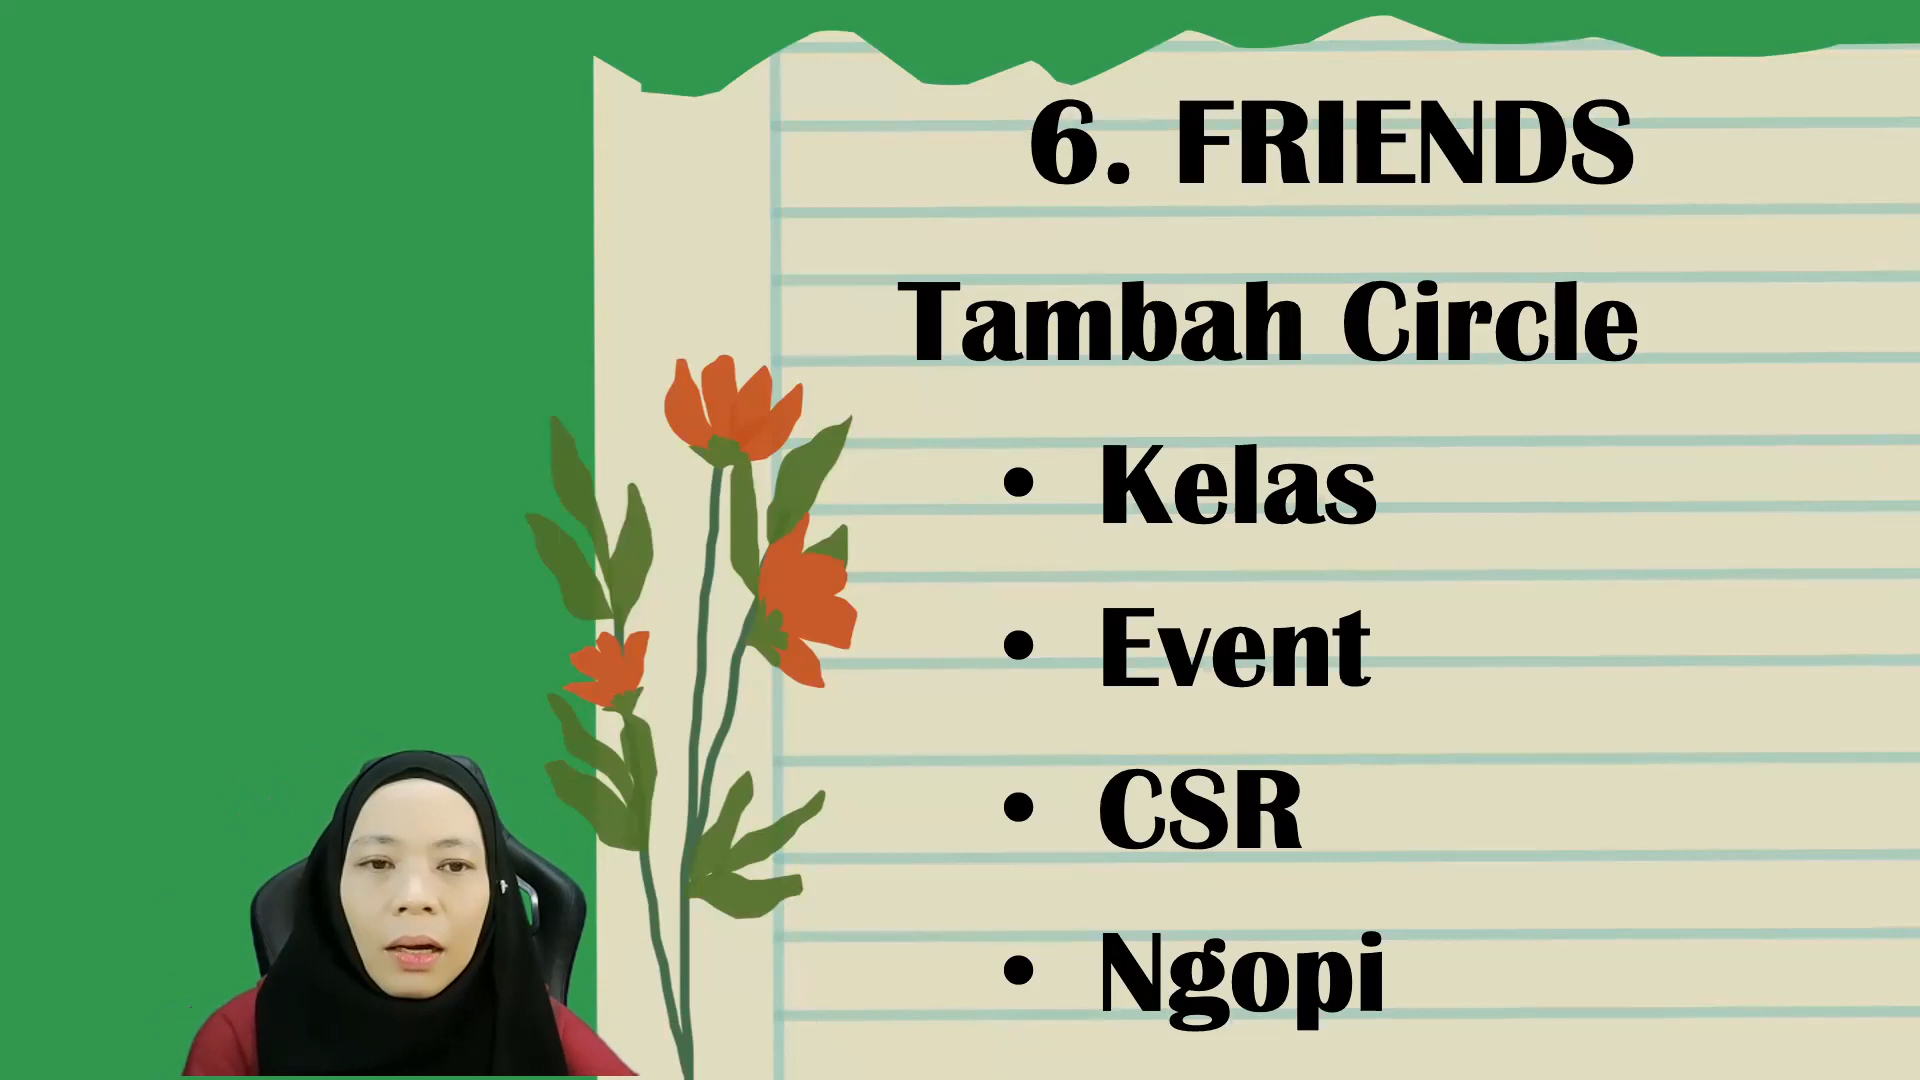 6. FRIENDS
Tambah Circle
• Kelas
• Event
• CSR
• Ngopi